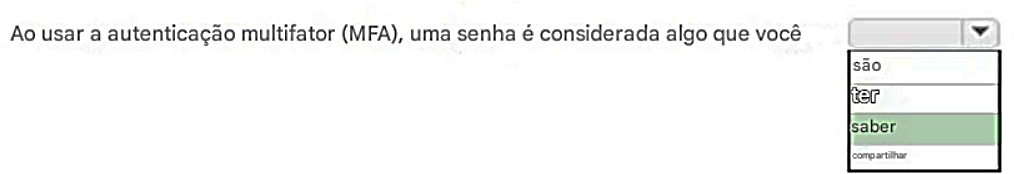 Ao usar a autenticação multifator (MFA), uma senha é considerada algo que você
são
ter
saber
compartilhar